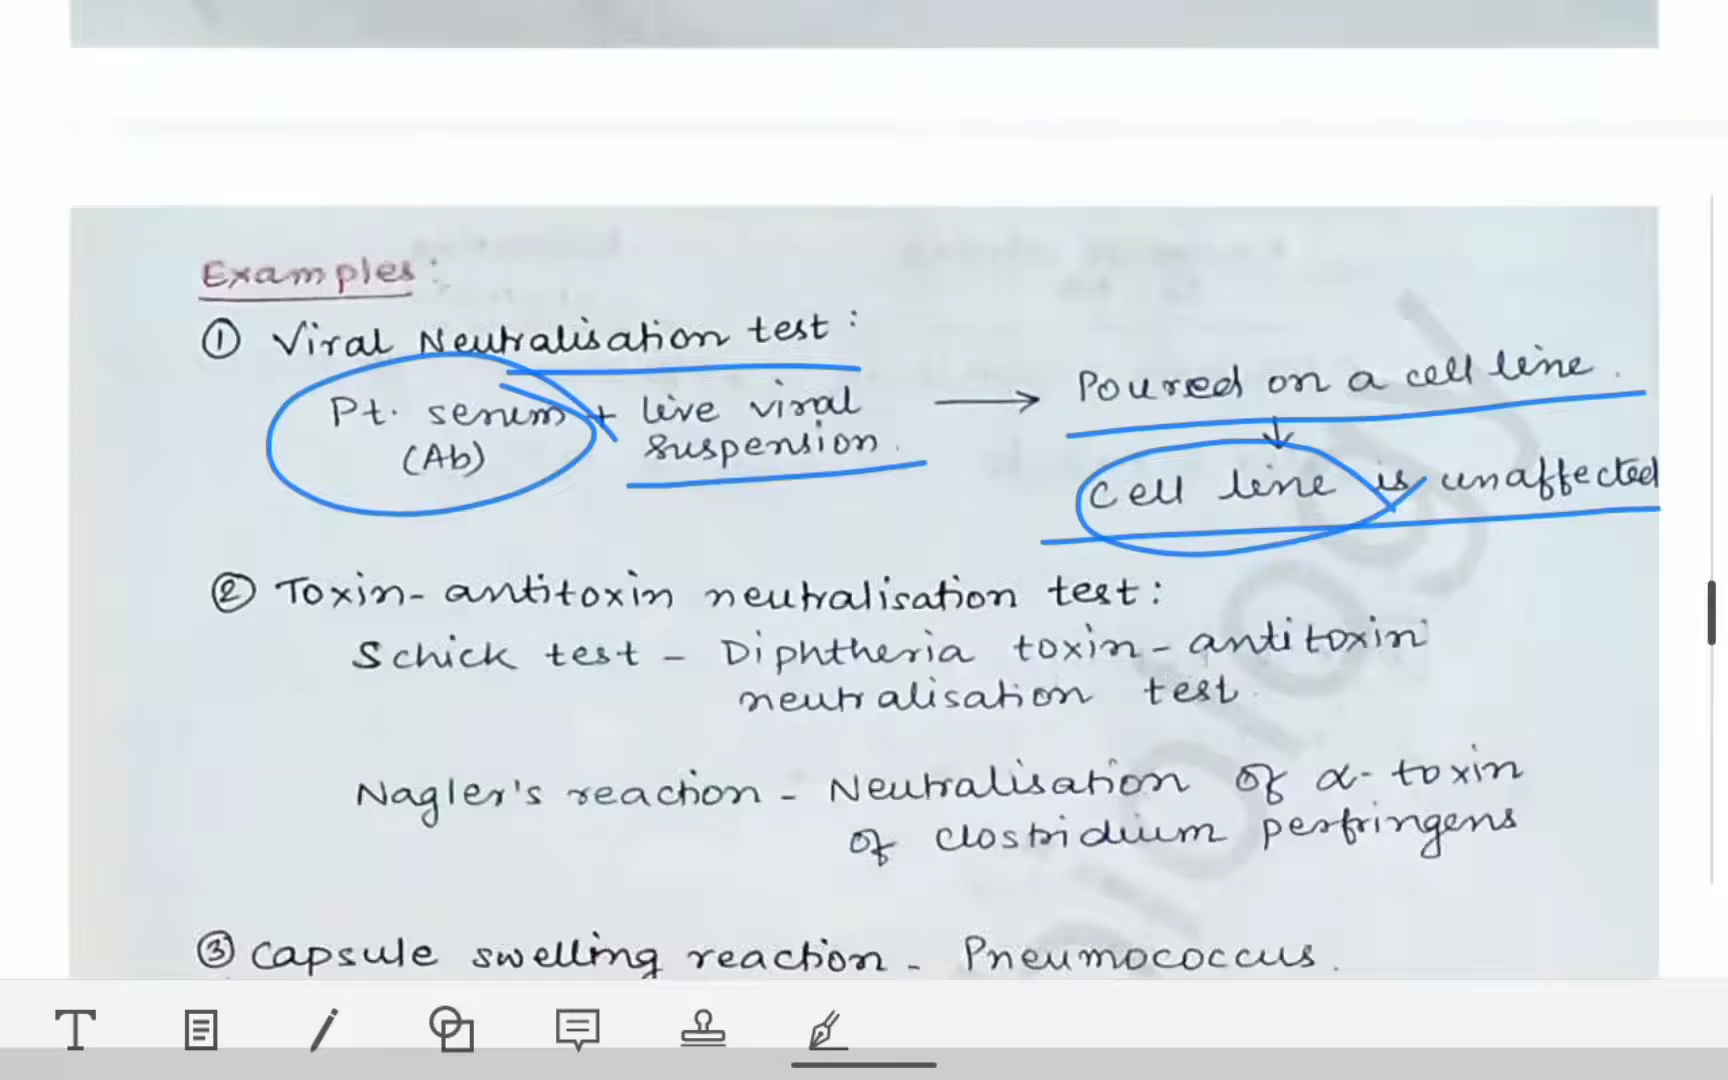 Examples:
① Viral Neutralisation test:
Pt. serum + live viral → Poured on a cell line.
(Ab) suspension. ↓
Cell line is unaffected
② Toxin-antitoxin neutralisation test:
Schick test - Diphtheria toxin-antitoxin
neutralisation test.
Nagler's reaction - Neutralisation of α-toxin
of clostridium perfringens
③ Capsule swelling reaction - Pneumococcus.
T